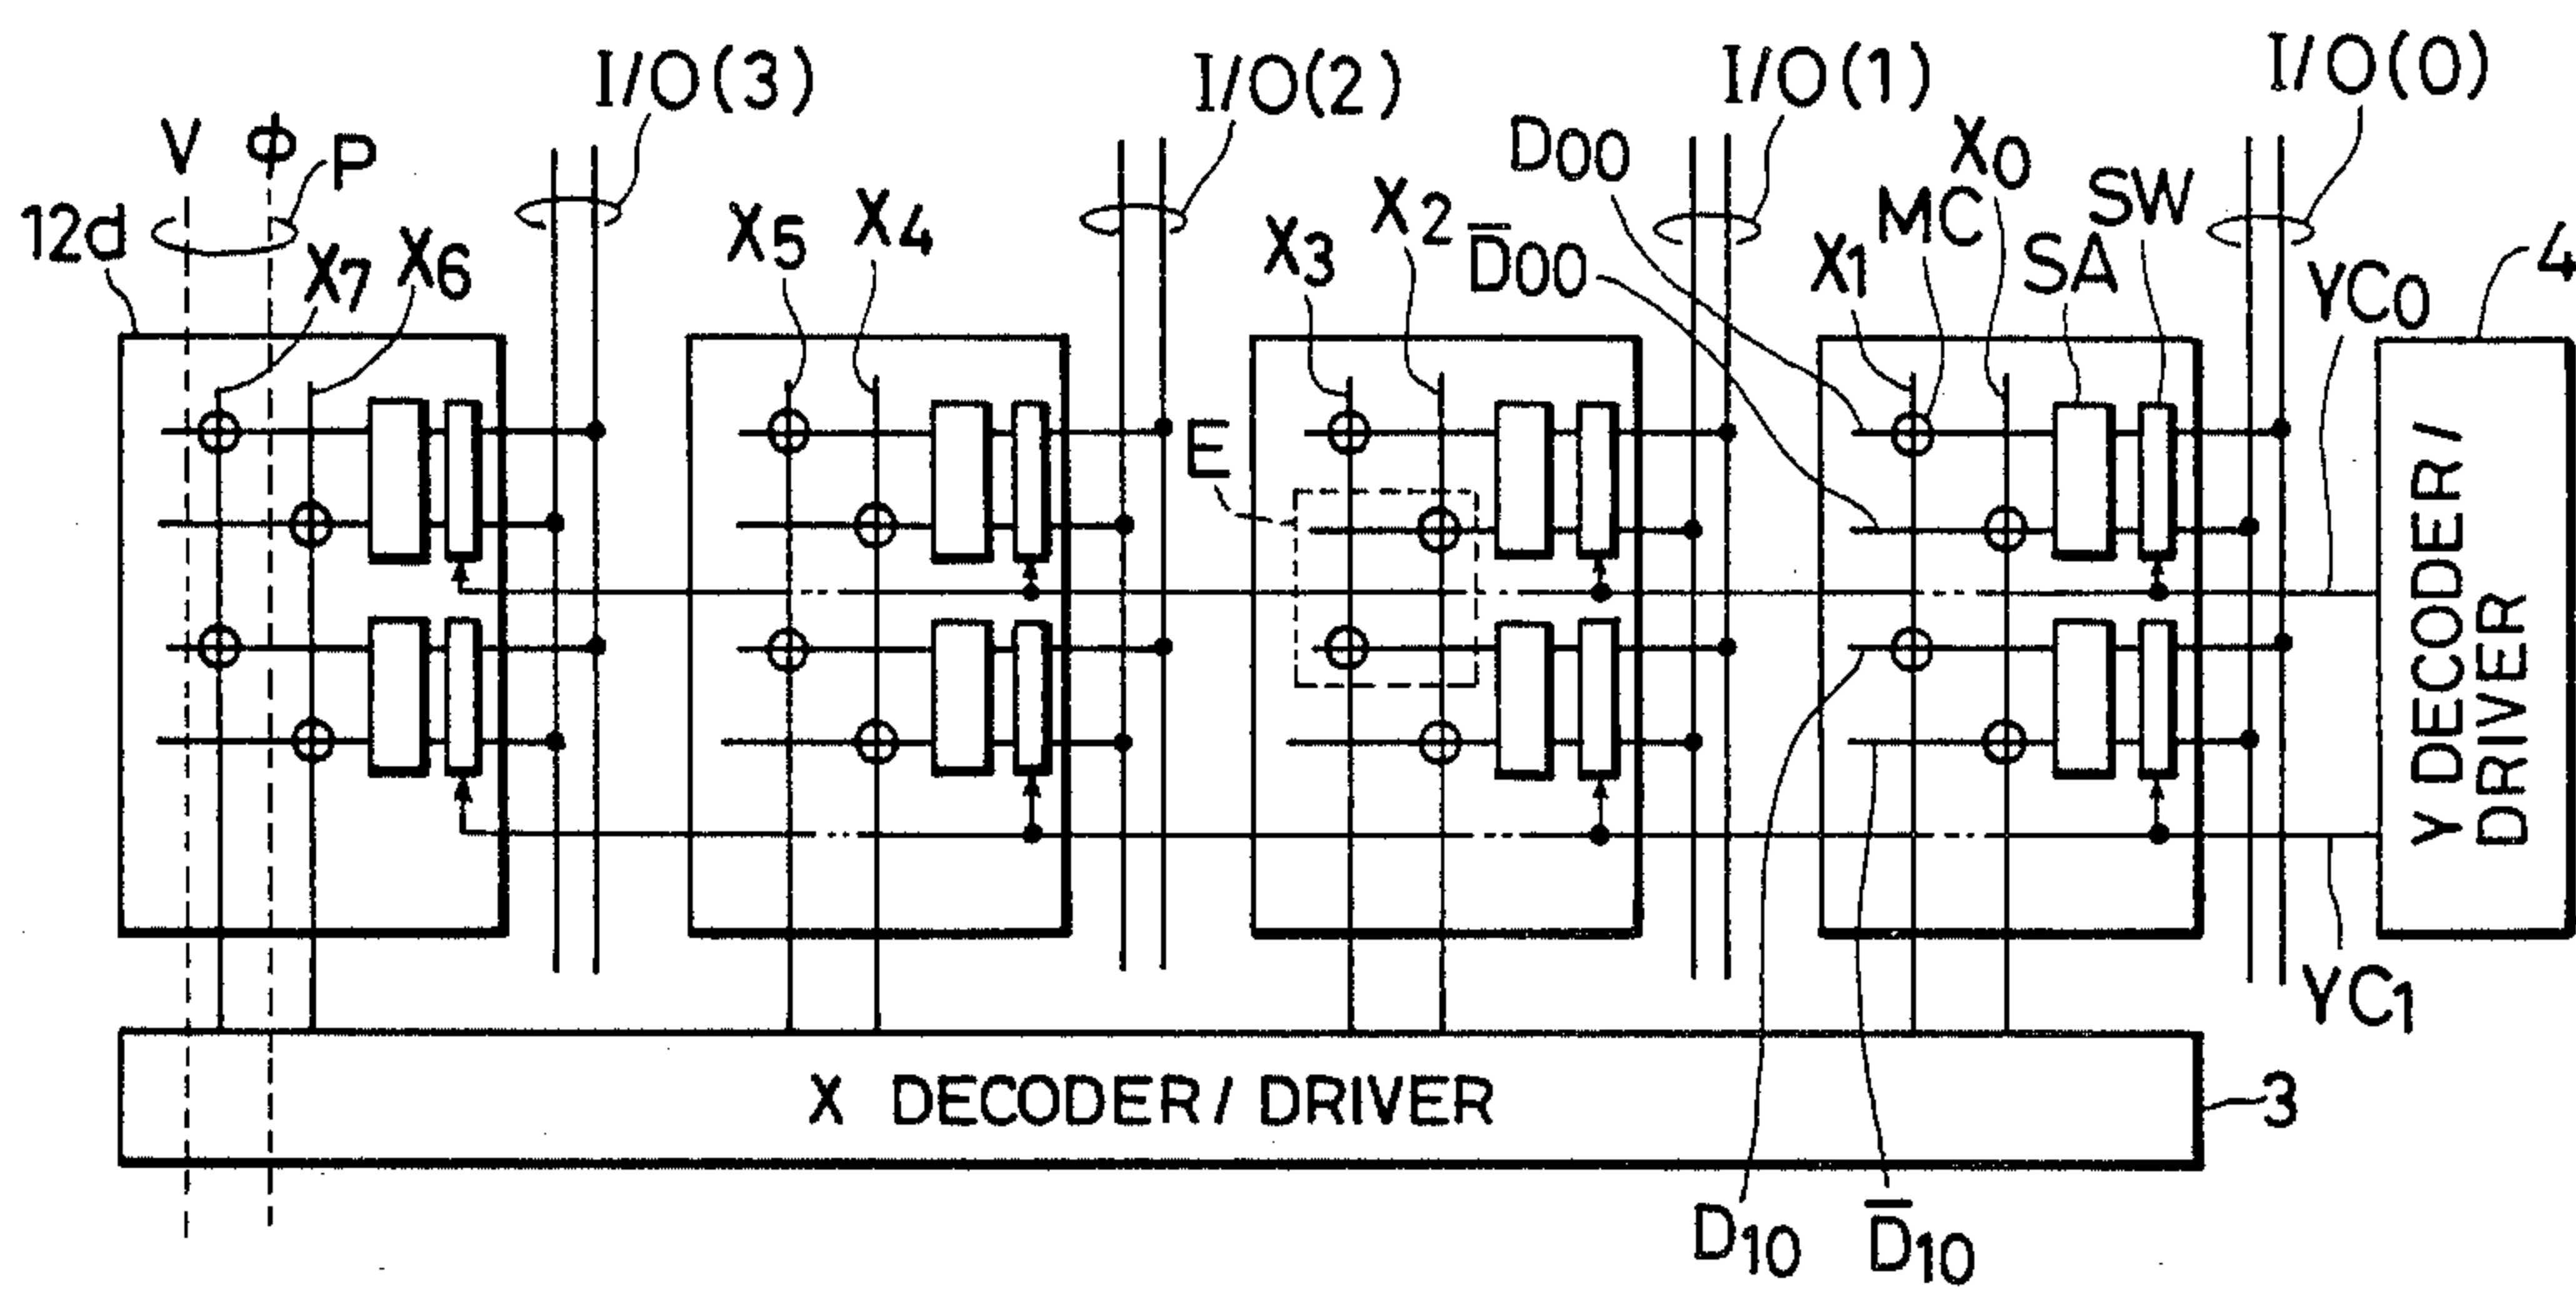 I/O(3)
I/O(2)
I/O(1)
I/O(0)
V
Φ
P
D00
X0
MC
SW
12d
X7
X6
X5
X4
X3
X2
D̅00
X1
SA
YC0
4
E
Y DECODER/
DRIVER
YC1
X DECODER/ DRIVER
3
D10
D̅10